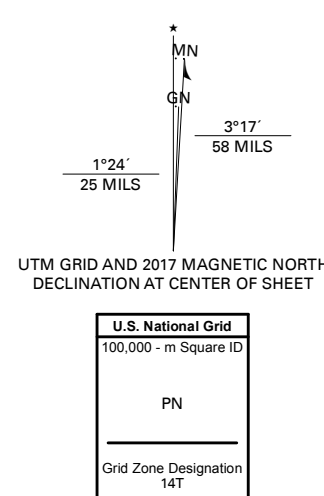 ★
MN
GN
3°17´
58 MILS
1°24´
25 MILS
UTM GRID AND 2017 MAGNETIC NORTH
DECLINATION AT CENTER OF SHEET
U.S. National Grid
100,000 - m Square ID
PN
Grid Zone Designation
14T